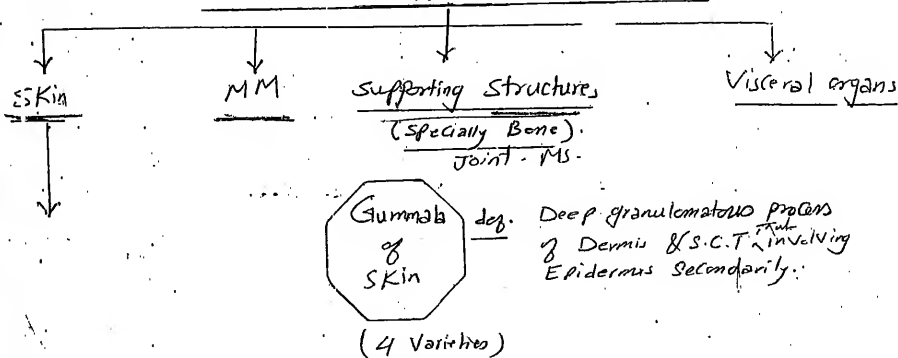 Skin
MM
Supporting Structures
Visceral organs
(Specially Bone).
Joint. Ms.
Gummab
of
Skin
def. Deep granulomatous process
of Dermis & S.C.T involving
Epidermis Secondarily.
(4 Varieties)